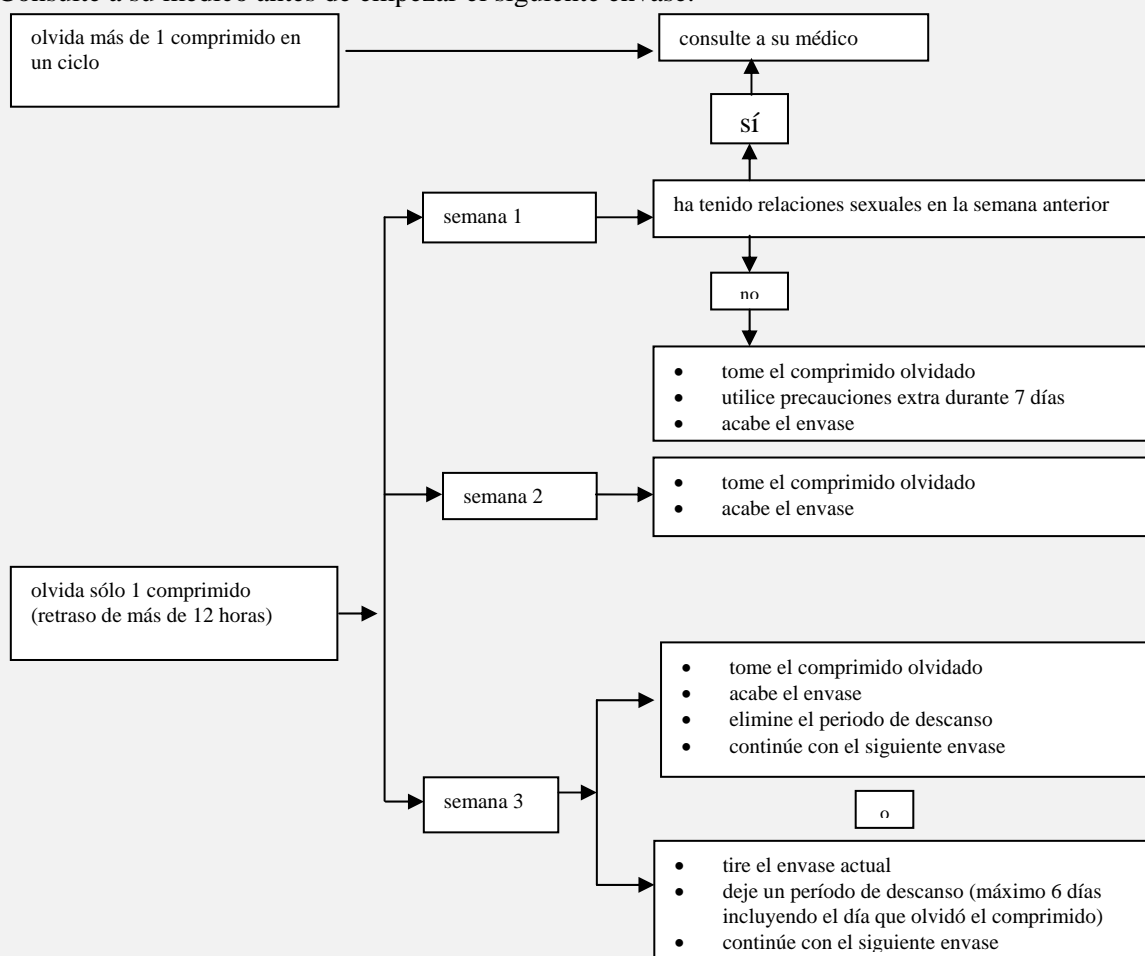 Consulte a su médico antes de empezar el siguiente envase.
olvida más de 1 comprimido en
un ciclo
consulte a su médico
sí
semana 1
ha tenido relaciones sexuales en la semana anterior
no
• tome el comprimido olvidado
• utilice precauciones extra durante 7 días
• acabe el envase
semana 2
• tome el comprimido olvidado
• acabe el envase
olvida sólo 1 comprimido
(retraso de más de 12 horas)
• tome el comprimido olvidado
• acabe el envase
• elimine el periodo de descanso
• continúe con el siguiente envase
semana 3
o
• tire el envase actual
• deje un período de descanso (máximo 6 días
incluyendo el día que olvidó el comprimido)
• continúe con el siguiente envase